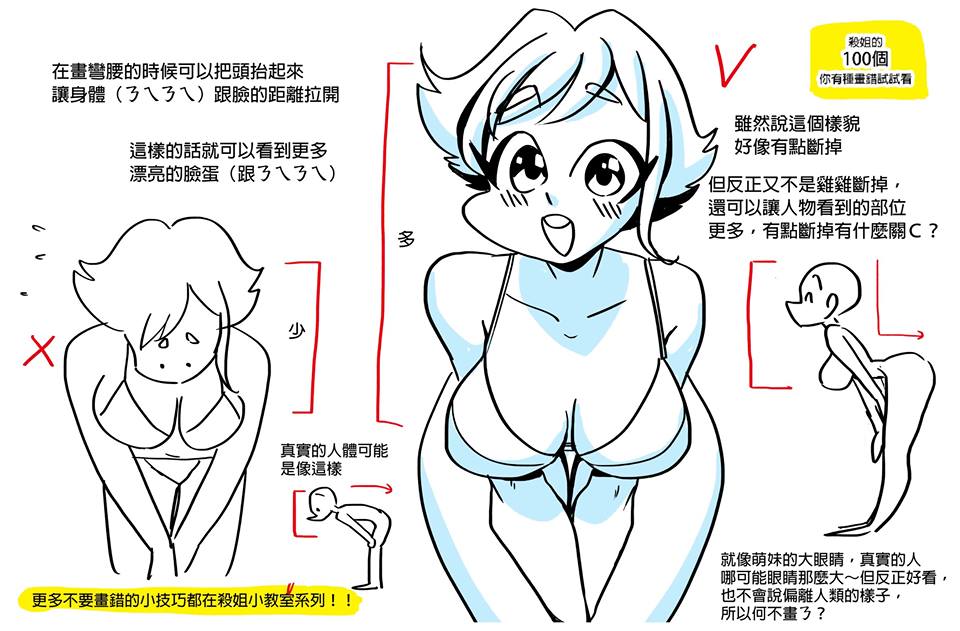 在畫彎腰的時候可以把頭抬起來
讓身體（ㄋㄟㄋㄟ）跟臉的距離拉開
這樣的話就可以看到更多
漂亮的臉蛋（跟ㄋㄟㄋㄟ）
殺姐的
100個
你有種畫錯試試看
雖然說這個樣貌
好像有點斷掉
但反正又不是雞雞斷掉，
還可以讓人物看到的部位
更多，有點斷掉有什麼關C？
多
少
真實的人體可能
是像這樣
就像萌妹的大眼睛，真實的人
哪可能眼睛那麼大～但反正好看，
也不會說偏離人類的樣子，
所以何不畫ㄋ？
更多不要畫錯的小技巧都在殺姐小教室系列！！